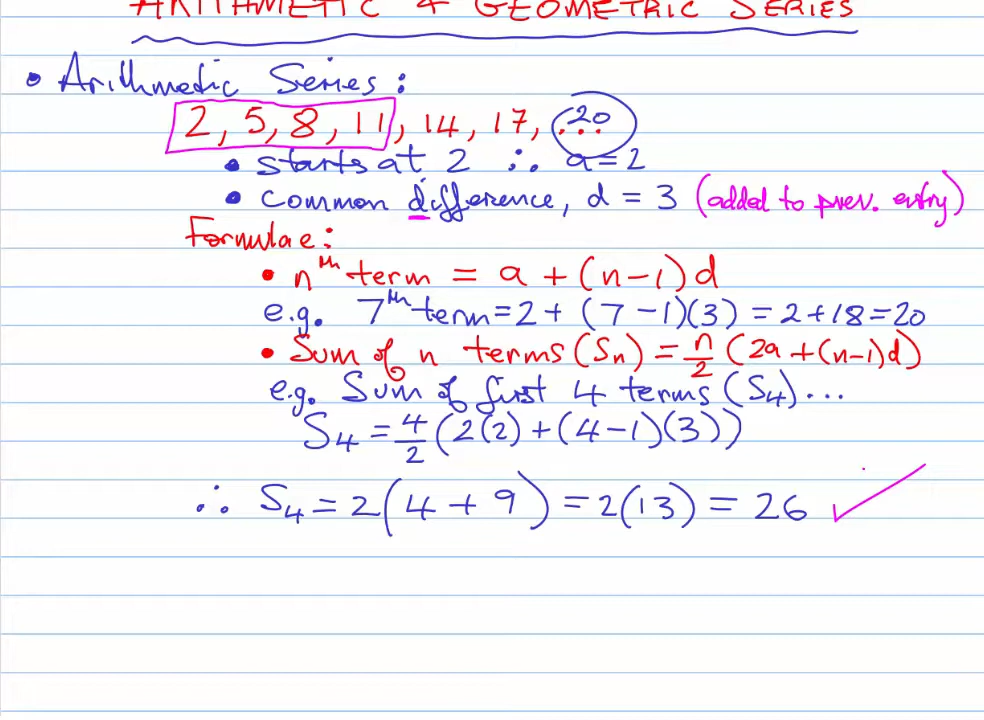 ARITHMETIC & GEOMETRIC SERIES
• Arithmetic Series:
2, 5, 8, 11, 14, 17, ... 20
• starts at 2 ∴ a = 2
• common difference, d = 3 (added to prev. entry)
Formulae:
• nᵗʰ term = a + (n-1)d
e.g. 7ᵗʰ term = 2 + (7-1)(3) = 2+18 = 20
• Sum of n terms (Sn) = n/2 (2a + (n-1)d)
e.g. Sum of first 4 terms (S4)...
S4 = 4/2 (2(2) + (4-1)(3))
∴ S4 = 2(4 + 9) = 2(13) = 26 ✓